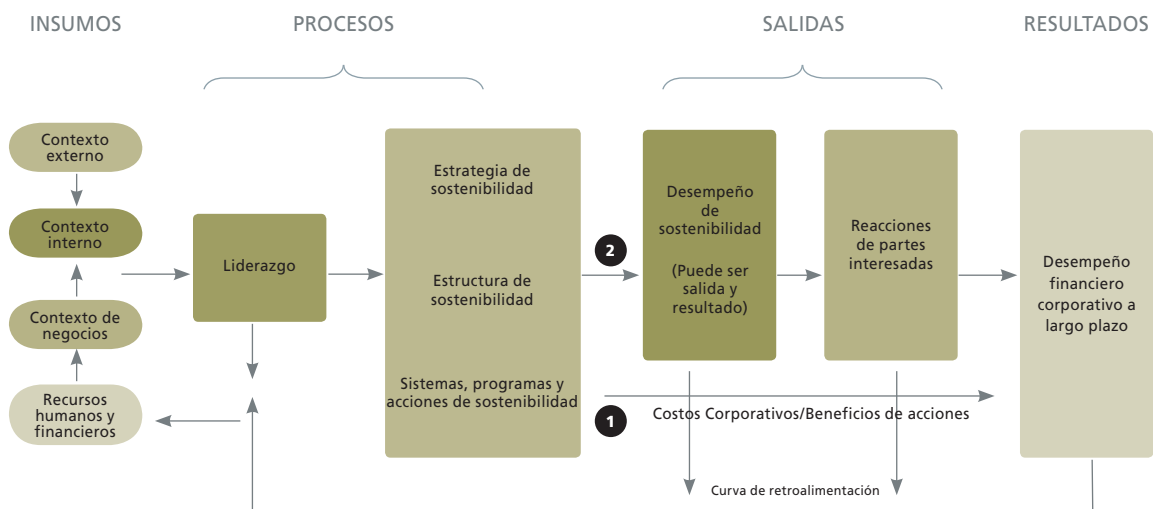 INSUMOS
PROCESOS
SALIDAS
RESULTADOS
Contexto
externo
Contexto
interno
Contexto de
negocios
Recursos
humanos y
financieros
Liderazgo
Estrategia de
sostenibilidad
Estructura de
sostenibilidad
Sistemas, programas y
acciones de sostenibilidad
2
1
Desempeño
de
sostenibilidad
(Puede ser
salida y
resultado)
Reacciones
de partes
interesadas
Costos Corporativos/Beneficios de acciones
Curva de retroalimentación
Desempeño
financiero
corporativo a
largo plazo